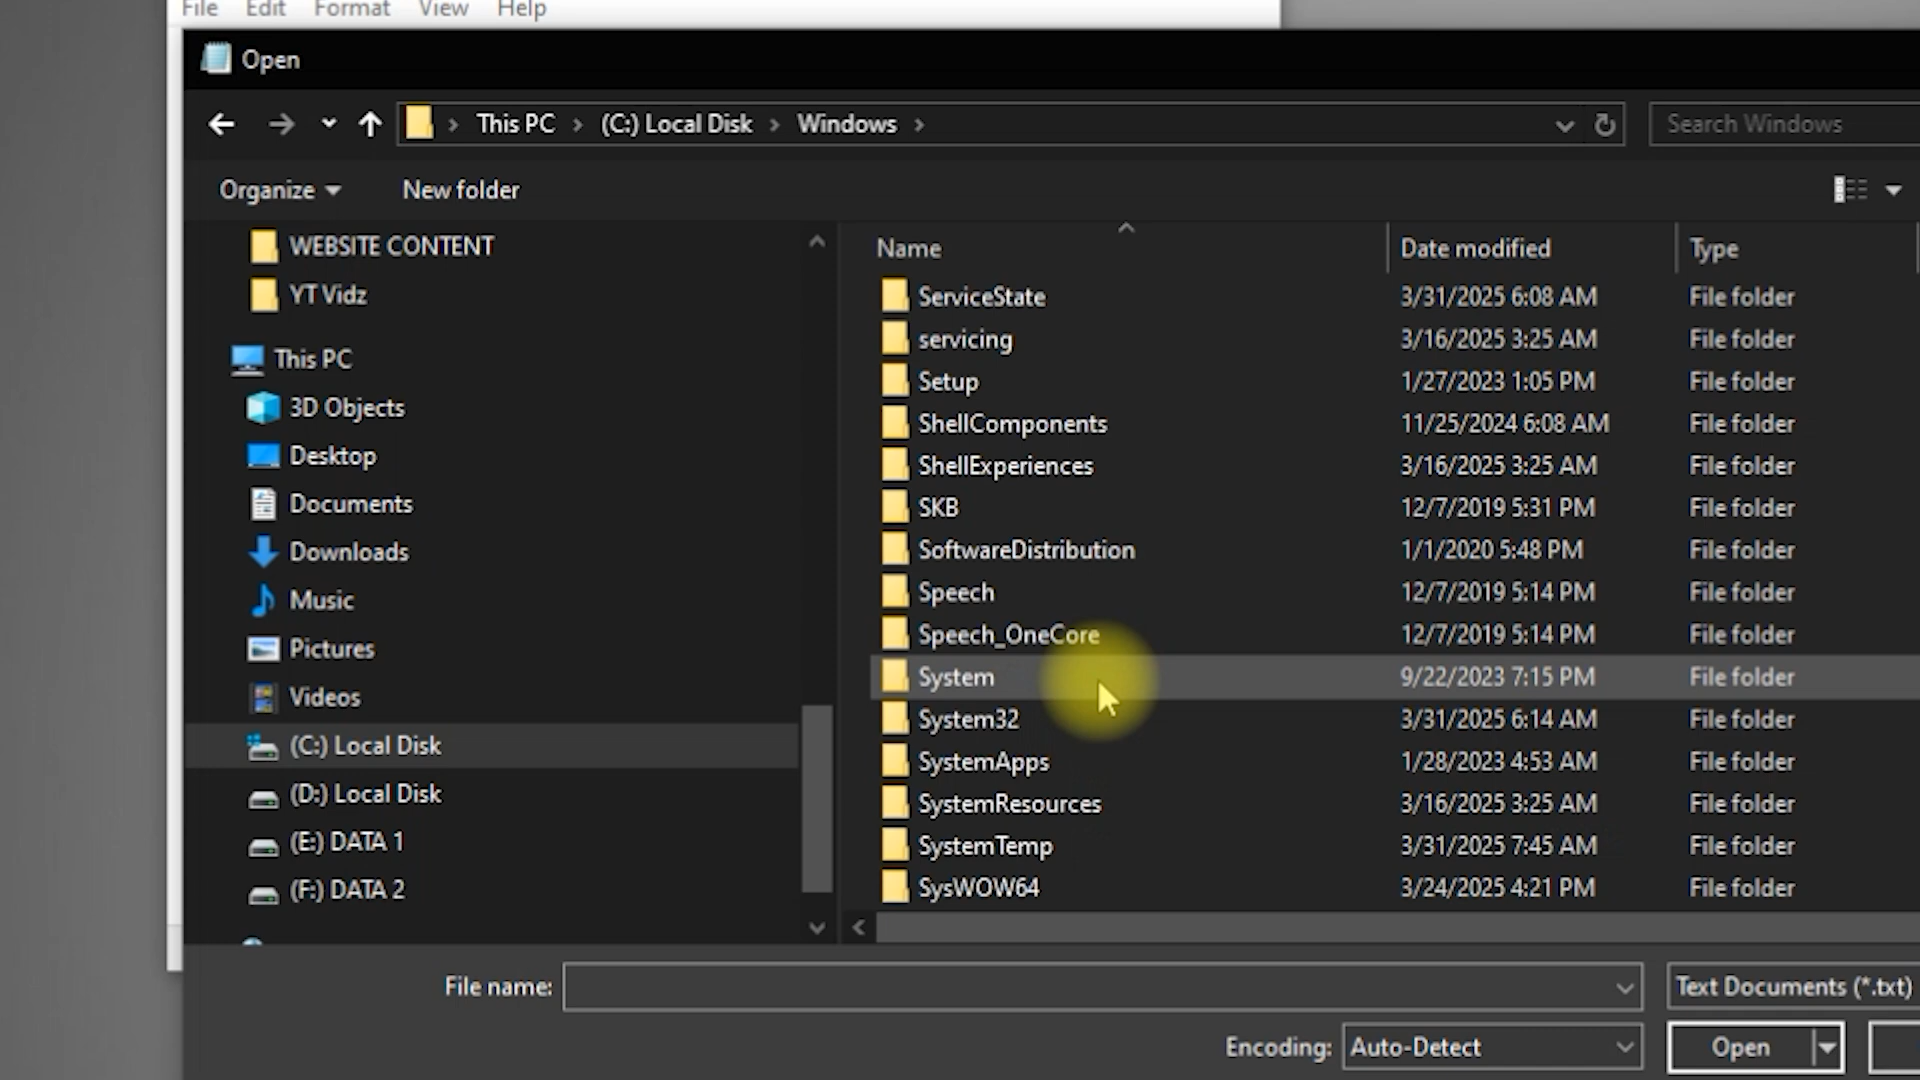 File Edit Format View Help
Open
This PC (C:) Local Disk Windows
Search Windows
Organize New folder
WEBSITE CONTENT
YT Vidz
This PC
3D Objects
Desktop
Documents
Downloads
Music
Pictures
Videos
(C:) Local Disk
(D:) Local Disk
(E:) DATA 1
(F:) DATA 2
Name Date modified Type
ServiceState 3/31/2025 6:08 AM File folder
servicing 3/16/2025 3:25 AM File folder
Setup 1/27/2023 1:05 PM File folder
ShellComponents 11/25/2024 6:08 AM File folder
ShellExperiences 3/16/2025 3:25 AM File folder
SKB 12/7/2019 5:31 PM File folder
SoftwareDistribution 1/1/2020 5:48 PM File folder
Speech 12/7/2019 5:14 PM File folder
Speech_OneCore 12/7/2019 5:14 PM File folder
System 9/22/2023 7:15 PM File folder
System32 3/31/2025 6:14 AM File folder
SystemApps 1/28/2023 4:53 AM File folder
SystemResources 3/16/2025 3:25 AM File folder
SystemTemp 3/31/2025 7:45 AM File folder
SysWOW64 3/24/2025 4:21 PM File folder
File name:
Text Documents (*.txt)
Encoding: Auto-Detect
Open